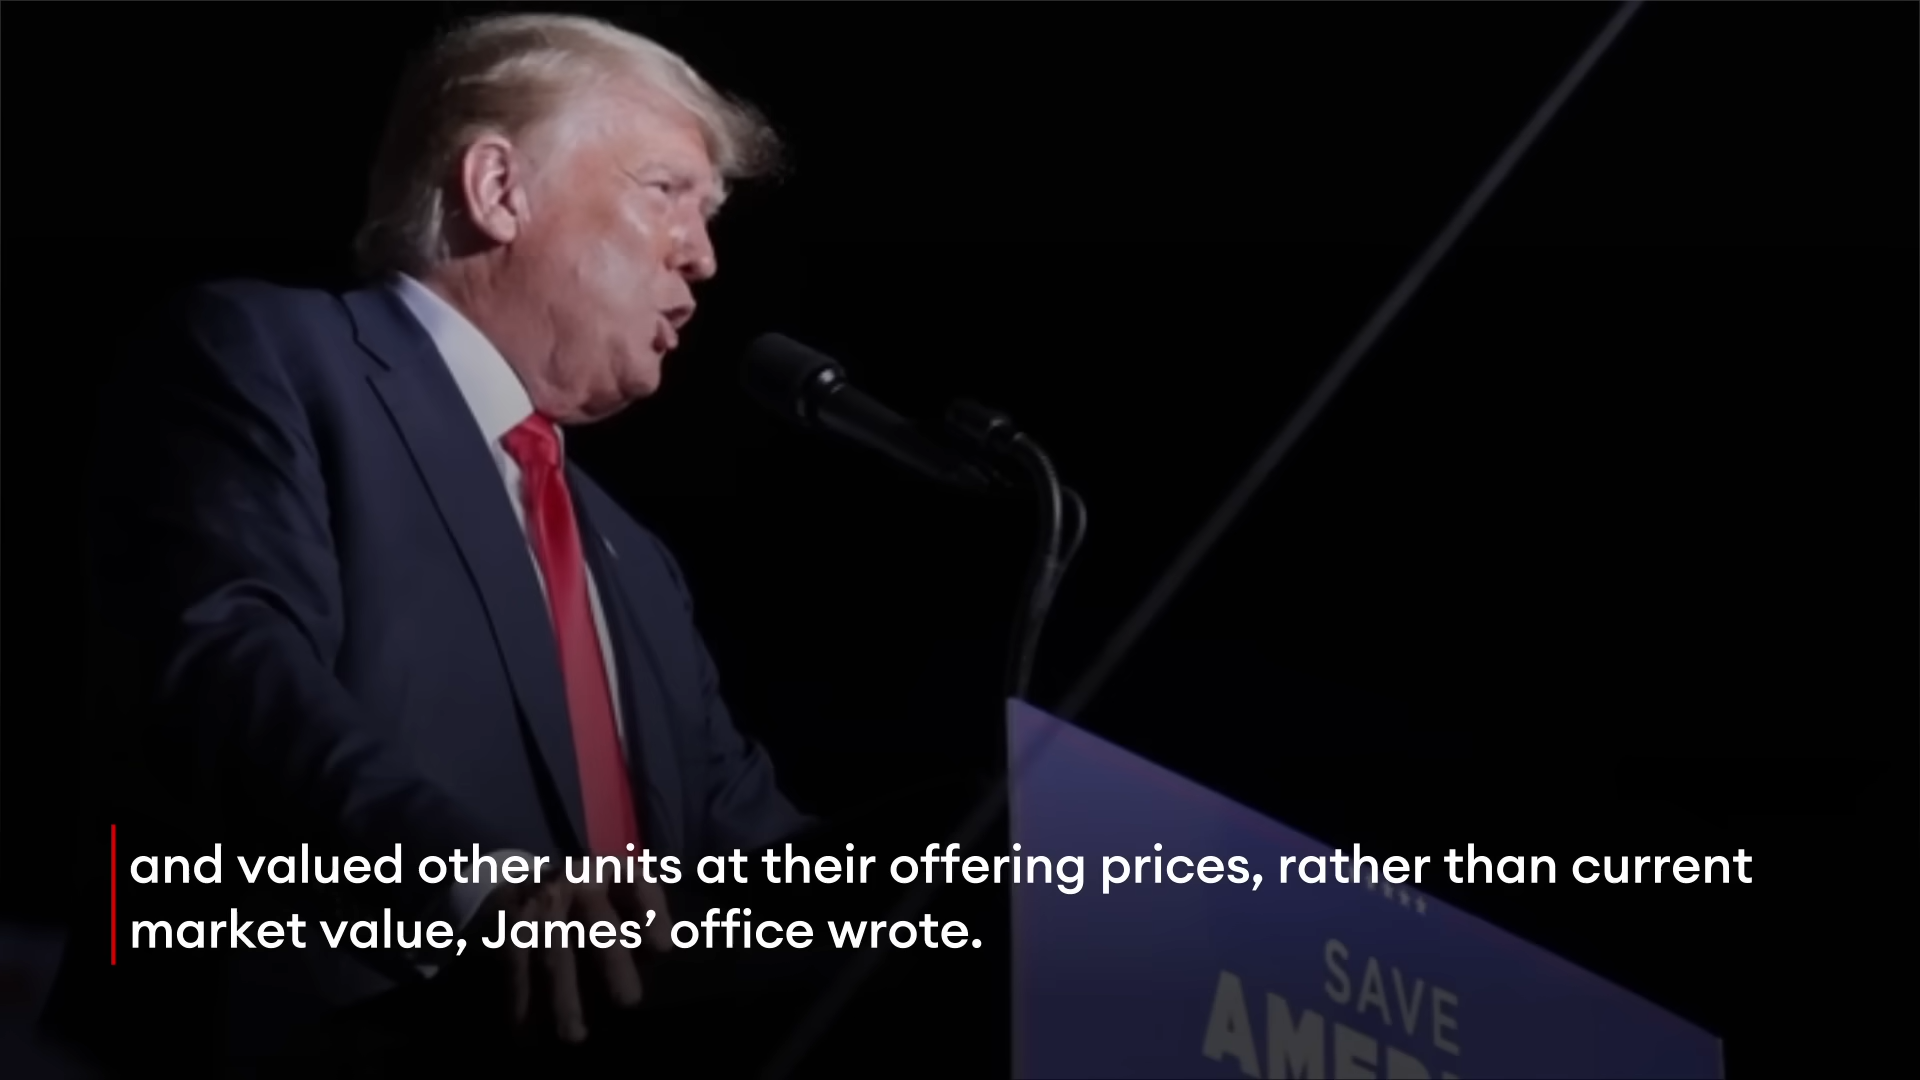 and valued other units at their offering prices, rather than current
market value, James’ office wrote.
SAVE